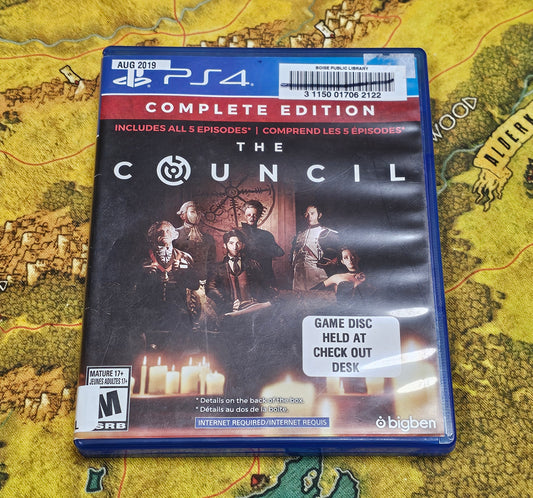 AUG 2019
PS4
BOISE PUBLIC LIBRARY
3 1150 01706 2122
COMPLETE EDITION
INCLUDES ALL 5 EPISODES* | COMPREND LES 5 ÉPISODES*
THE
COUNCIL
GAME DISC
HELD AT
CHECK OUT
DESK
MATURE 17+
JEUNES ADULTES 17+
M
ESRB
* Details on the back of the box.
* Détails au dos de la boîte.
INTERNET REQUIRED/INTERNET REQUIS
bigben
WOOD
ALDER